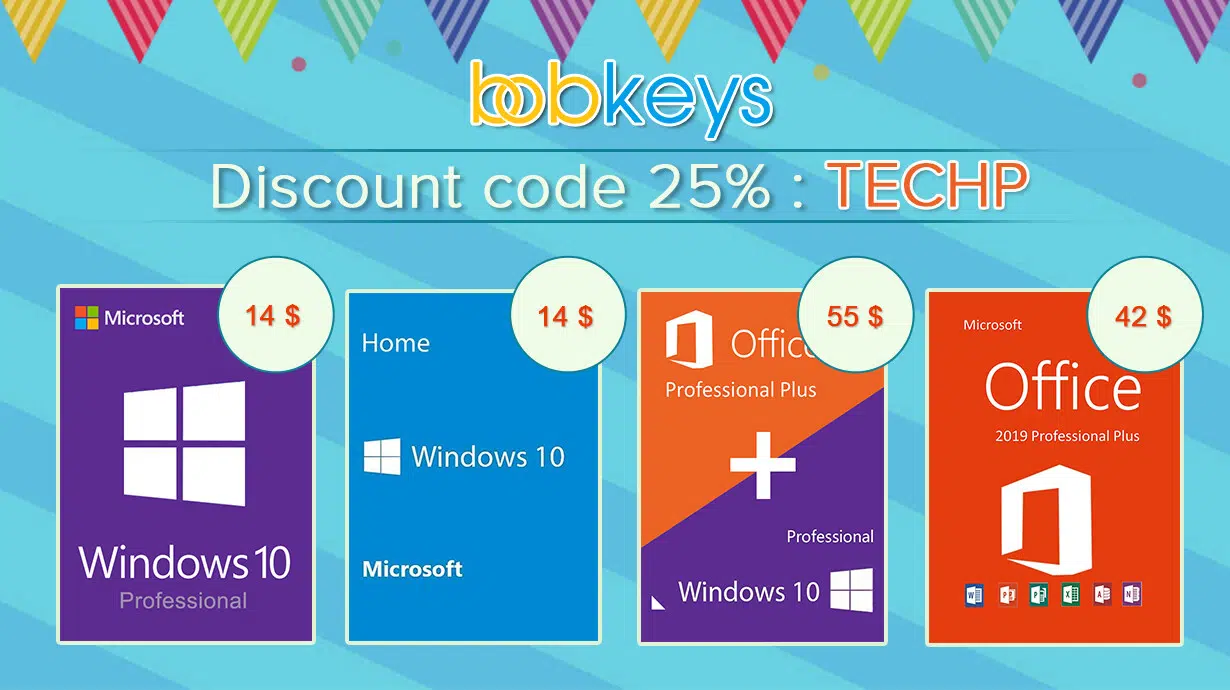 bobkeys
Discount code 25% : TECHP
Microsoft
14 $
Windows 10
Professional
14 $
Home
Windows 10
Microsoft
55 $
Office
Professional Plus
+
Professional
Windows 10
42 $
Microsoft
Office
2019 Professional Plus
W P P X A N